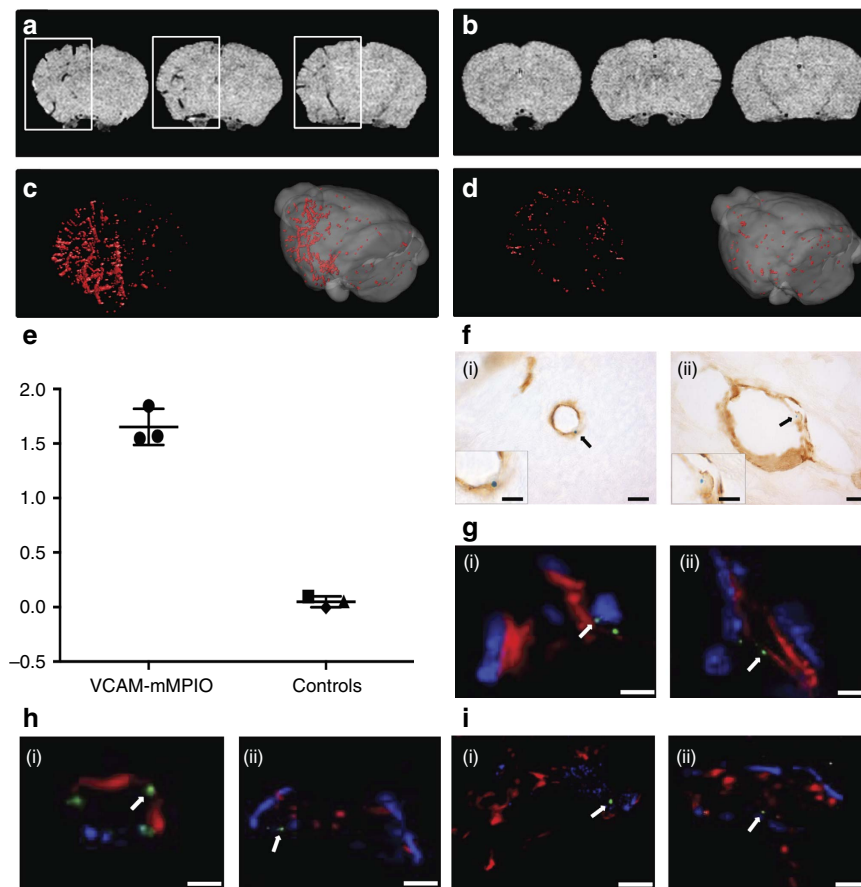 a
b
c
d
e
f
2.0
1.5
1.0
0.5
0.0
–0.5
VCAM-mMPIO
Controls
(i)
(ii)
g
(i)
(ii)
h
i
(i)
(ii)
(i)
(ii)